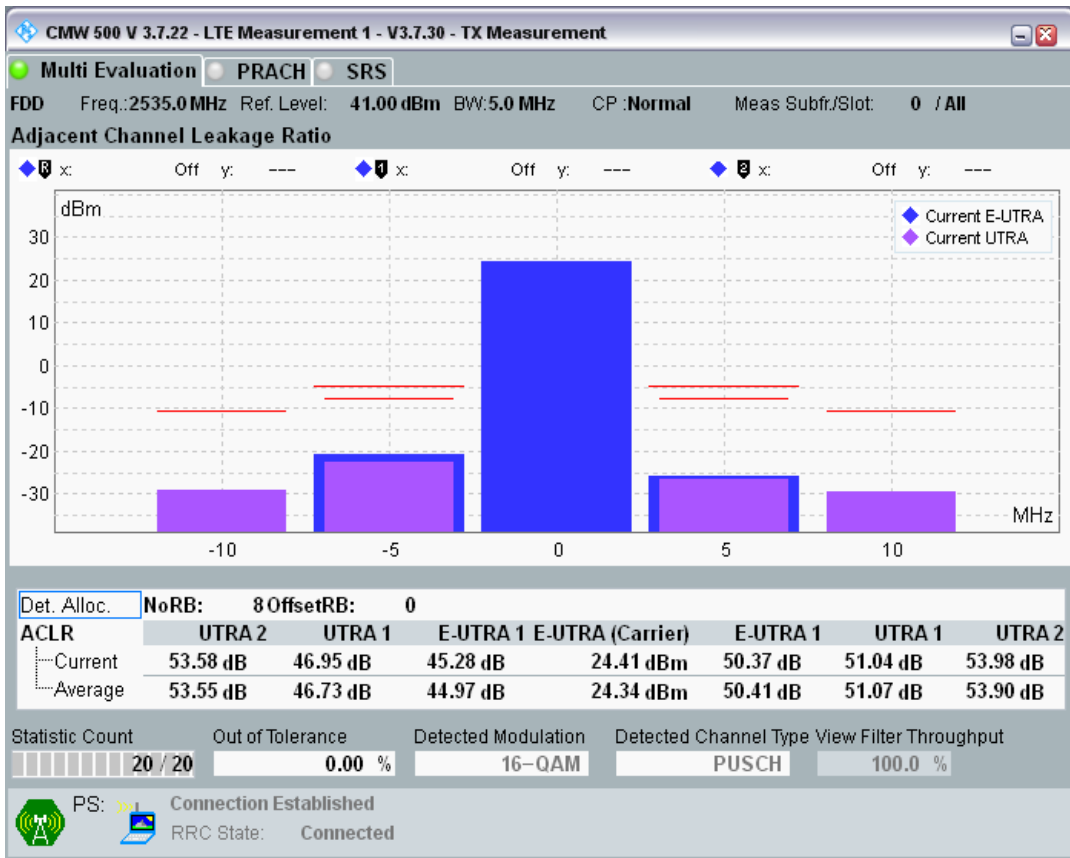 CMW 500 V 3.7.22 - LTE Measurement 1 - V3.7.30 - TX Measurement
Multi Evaluation PRACH SRS
FDD Freq.:2535.0 MHz Ref. Level: 41.00 dBm BW:5.0 MHz CP :Normal Meas Subfr./Slot: 0 / All
Adjacent Channel Leakage Ratio
R x: Off y: --- 1 x: Off y: --- 2 x: Off y: ---
dBm
Current E-UTRA
Current UTRA
30
20
10
0
-10
-20
-30
MHz
-10 -5 0 5 10
Det. Alloc. NoRB: 8 OffsetRB: 0
ACLR UTRA 2 UTRA 1 E-UTRA 1 E-UTRA (Carrier) E-UTRA 1 UTRA 1 UTRA 2
Current 53.58 dB 46.95 dB 45.28 dB 24.41 dBm 50.37 dB 51.04 dB 53.98 dB
Average 53.55 dB 46.73 dB 44.97 dB 24.34 dBm 50.41 dB 51.07 dB 53.90 dB
Statistic Count Out of Tolerance Detected Modulation Detected Channel Type View Filter Throughput
20 / 20 0.00 % 16-QAM PUSCH 100.0 %
PS: Connection Established
RRC State: Connected